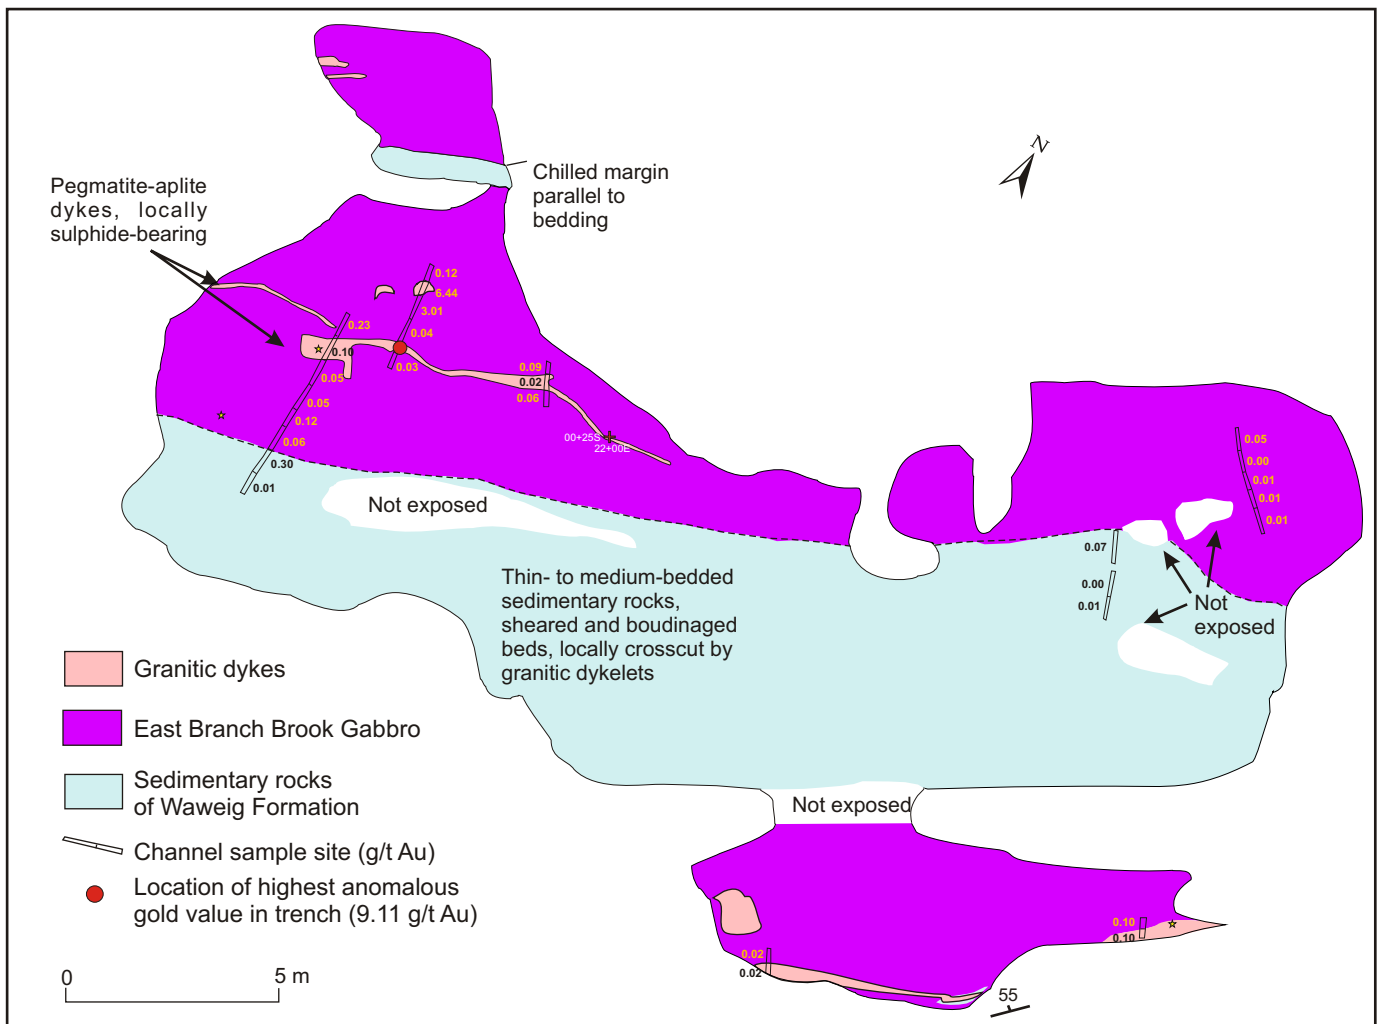 N
Chilled margin
parallel to
bedding
Pegmatite-aplite
dykes, locally
sulphide-bearing
0.12
6.44
3.01
0.04
0.03
0.23
0.10
0.05
0.05
0.12
0.06
0.30
0.01
0.09
0.02
0.06
00+25S
22+00E
Not exposed
0.05
0.00
0.01
0.01
0.01
0.07
0.00
0.01
Not
exposed
Thin- to medium-bedded
sedimentary rocks,
sheared and boudinaged
beds, locally crosscut by
granitic dykelets
Granitic dykes
East Branch Brook Gabbro
Sedimentary rocks
of Waweig Formation
Channel sample site (g/t Au)
Location of highest anomalous
gold value in trench (9.11 g/t Au)
0 5 m
Not exposed
0.10
0.10
0.02
0.02
55